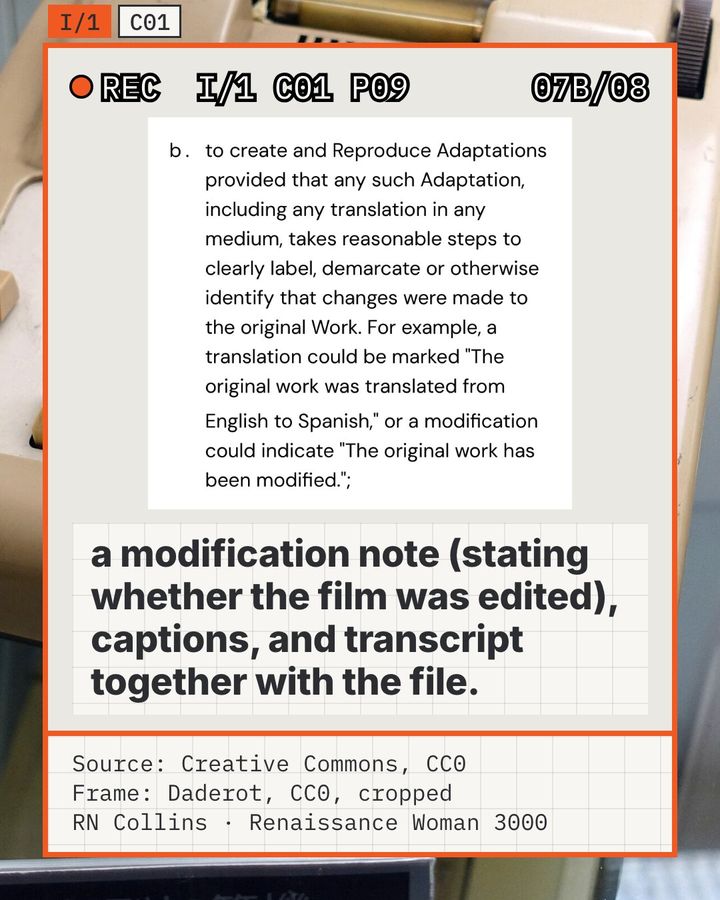 I/1 C01
REC I/1 C01 P09 07B/08
b. to create and Reproduce Adaptations
provided that any such Adaptation,
including any translation in any
medium, takes reasonable steps to
clearly label, demarcate or otherwise
identify that changes were made to
the original Work. For example, a
translation could be marked "The
original work was translated from
English to Spanish," or a modification
could indicate "The original work has
been modified.";
a modification note (stating
whether the film was edited),
captions, and transcript
together with the file.
Source: Creative Commons, CC0
Frame: Daderot, CC0, cropped
RN Collins · Renaissance Woman 3000